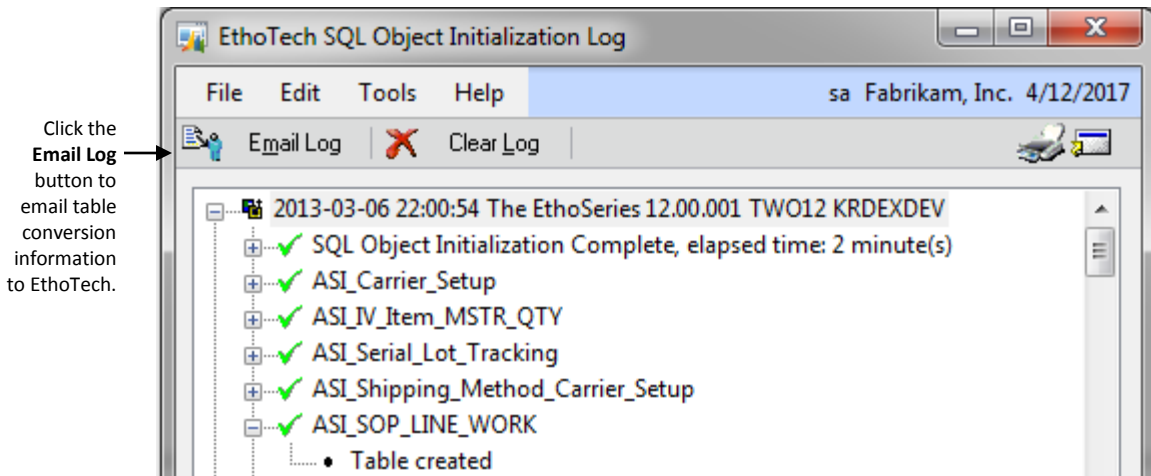 EthoTech SQL Object Initialization Log
File Edit Tools Help sa Fabrikam, Inc. 4/12/2017
Email Log Clear Log
Click the
Email Log
button to
email table
conversion
information
to EthoTech.
2013-03-06 22:00:54 The EthoSeries 12.00.001 TWO12 KRDEXDEV
SQL Object Initialization Complete, elapsed time: 2 minute(s)
ASI_Carrier_Setup
ASI_IV_Item_MSTR_QTY
ASI_Serial_Lot_Tracking
ASI_Shipping_Method_Carrier_Setup
ASI_SOP_LINE_WORK
Table created